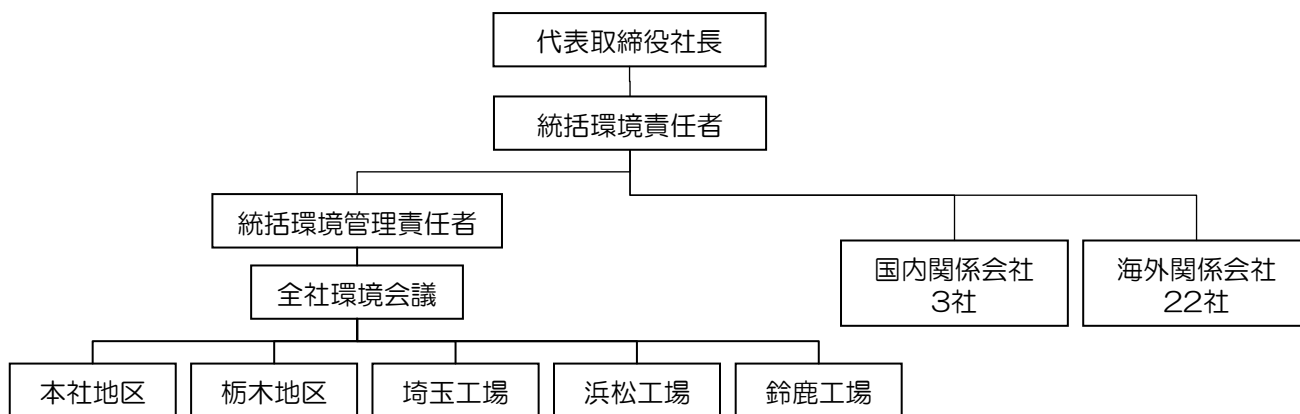 代表取締役社長
統括環境責任者
統括環境管理責任者
全社環境会議
国内関係会社
3社
海外関係会社
22社
本社地区
栃木地区
埼玉工場
浜松工場
鈴鹿工場